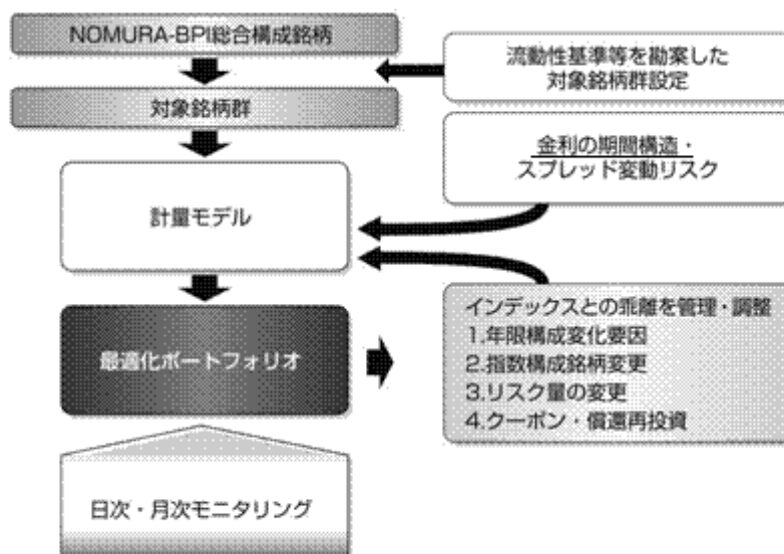 NOMURA-BPI総合構成銘柄
流動性基準等を勘案した
対象銘柄群設定
対象銘柄群
金利の期間構造・
スプレッド変動リスク
計量モデル
インデックスとの乖離を管理・調整
1.年限構成変化要因
2.指数構成銘柄変更
3.リスク量の変更
4.クーポン・償還再投資
最適化ポートフォリオ
日次・月次モニタリング